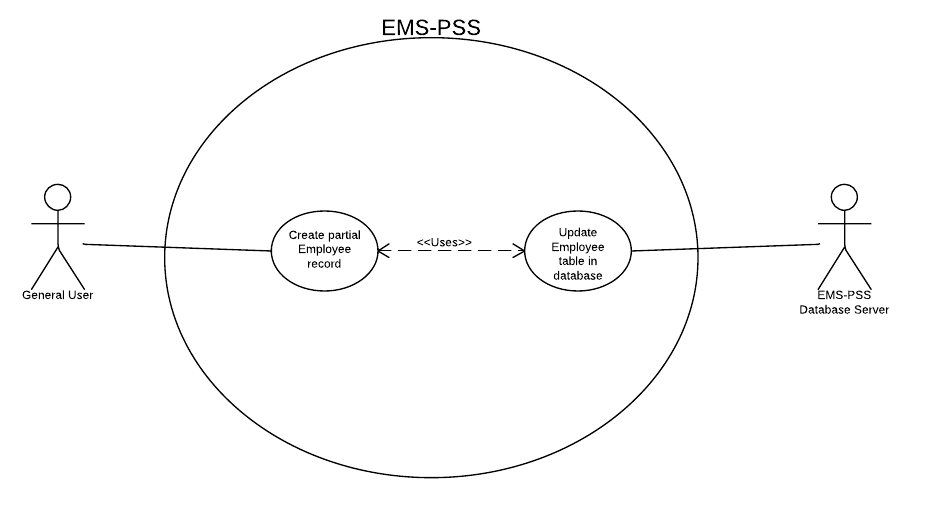 EMS-PSS
Create partial
Employee
record
<<Uses>>
Update
Employee
table in
database
General User
EMS-PSS
Database Server